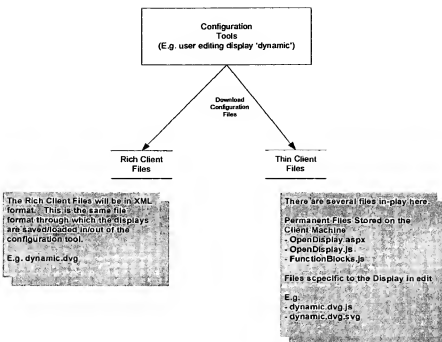 Configuration
Tools
(E.g. user editing display 'dynamic')
Download
Configuration
Files
Rich Client
Files
Thin Client
Files
The Rich Client Files will be in XML
format. This is the same file
format through which the displays
are saved/loaded in/out of the
configuration tool.
E.g. dynamic.dvg
There are several files in-play here.
Permanent Files Stored on the
Client Machine
- OpenDisplay.aspx
- OpenDisplay.js
- FunctionBlocks.js
Files scpecific to the Display in edit
E.g.
- dynamic.dvg.js
- dynamic.dvg.svg